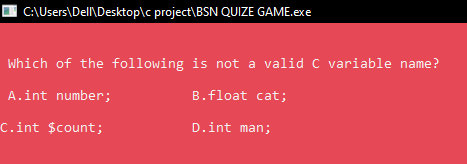 C:\Users\Dell\Desktop\c project\BSN QUIZE GAME.exe
Which of the following is not a valid C variable name?
A.int number; B.float cat;
C.int $count; D.int man;